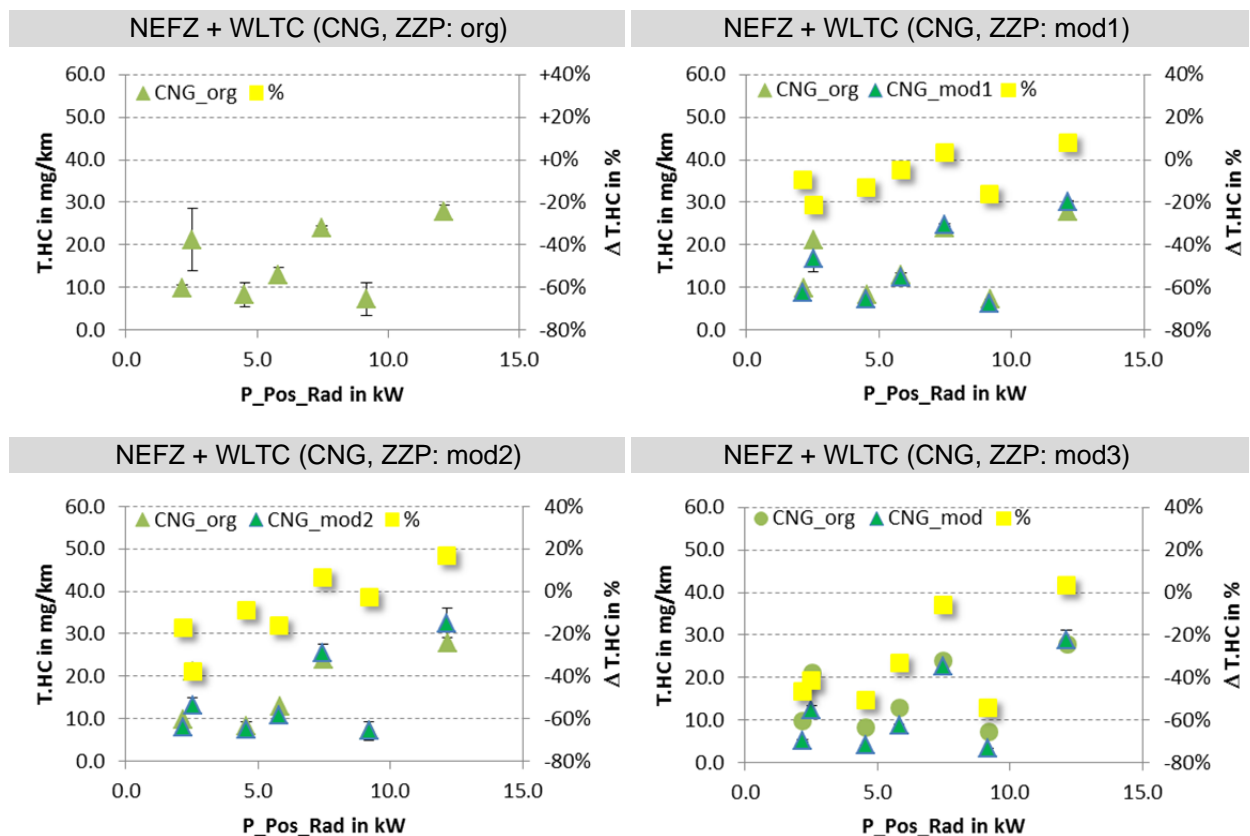 NEFZ + WLTC (CNG, ZZP: org)
T.HC in mg/km
60.0
50.0
40.0
30.0
20.0
10.0
0.0
CNG_org %
+40%
+20%
+0%
-20%
-40%
-60%
-80%
Δ T.HC in %
0.0 5.0 10.0 15.0
P_Pos_Rad in kW
NEFZ + WLTC (CNG, ZZP: mod1)
T.HC in mg/km
60.0
50.0
40.0
30.0
20.0
10.0
0.0
CNG_org CNG_mod1 %
40%
20%
0%
-20%
-40%
-60%
-80%
Δ T.HC in %
0.0 5.0 10.0 15.0
P_Pos_Rad in kW
NEFZ + WLTC (CNG, ZZP: mod2)
T.HC in mg/km
60.0
50.0
40.0
30.0
20.0
10.0
0.0
CNG_org CNG_mod2 %
40%
20%
0%
-20%
-40%
-60%
-80%
Δ T.HC in %
0.0 5.0 10.0 15.0
P_Pos_Rad in kW
NEFZ + WLTC (CNG, ZZP: mod3)
T.HC in mg/km
60.0
50.0
40.0
30.0
20.0
10.0
0.0
CNG_org CNG_mod %
40%
20%
0%
-20%
-40%
-60%
-80%
Δ T.HC in %
0.0 5.0 10.0 15.0
P_Pos_Rad in kW